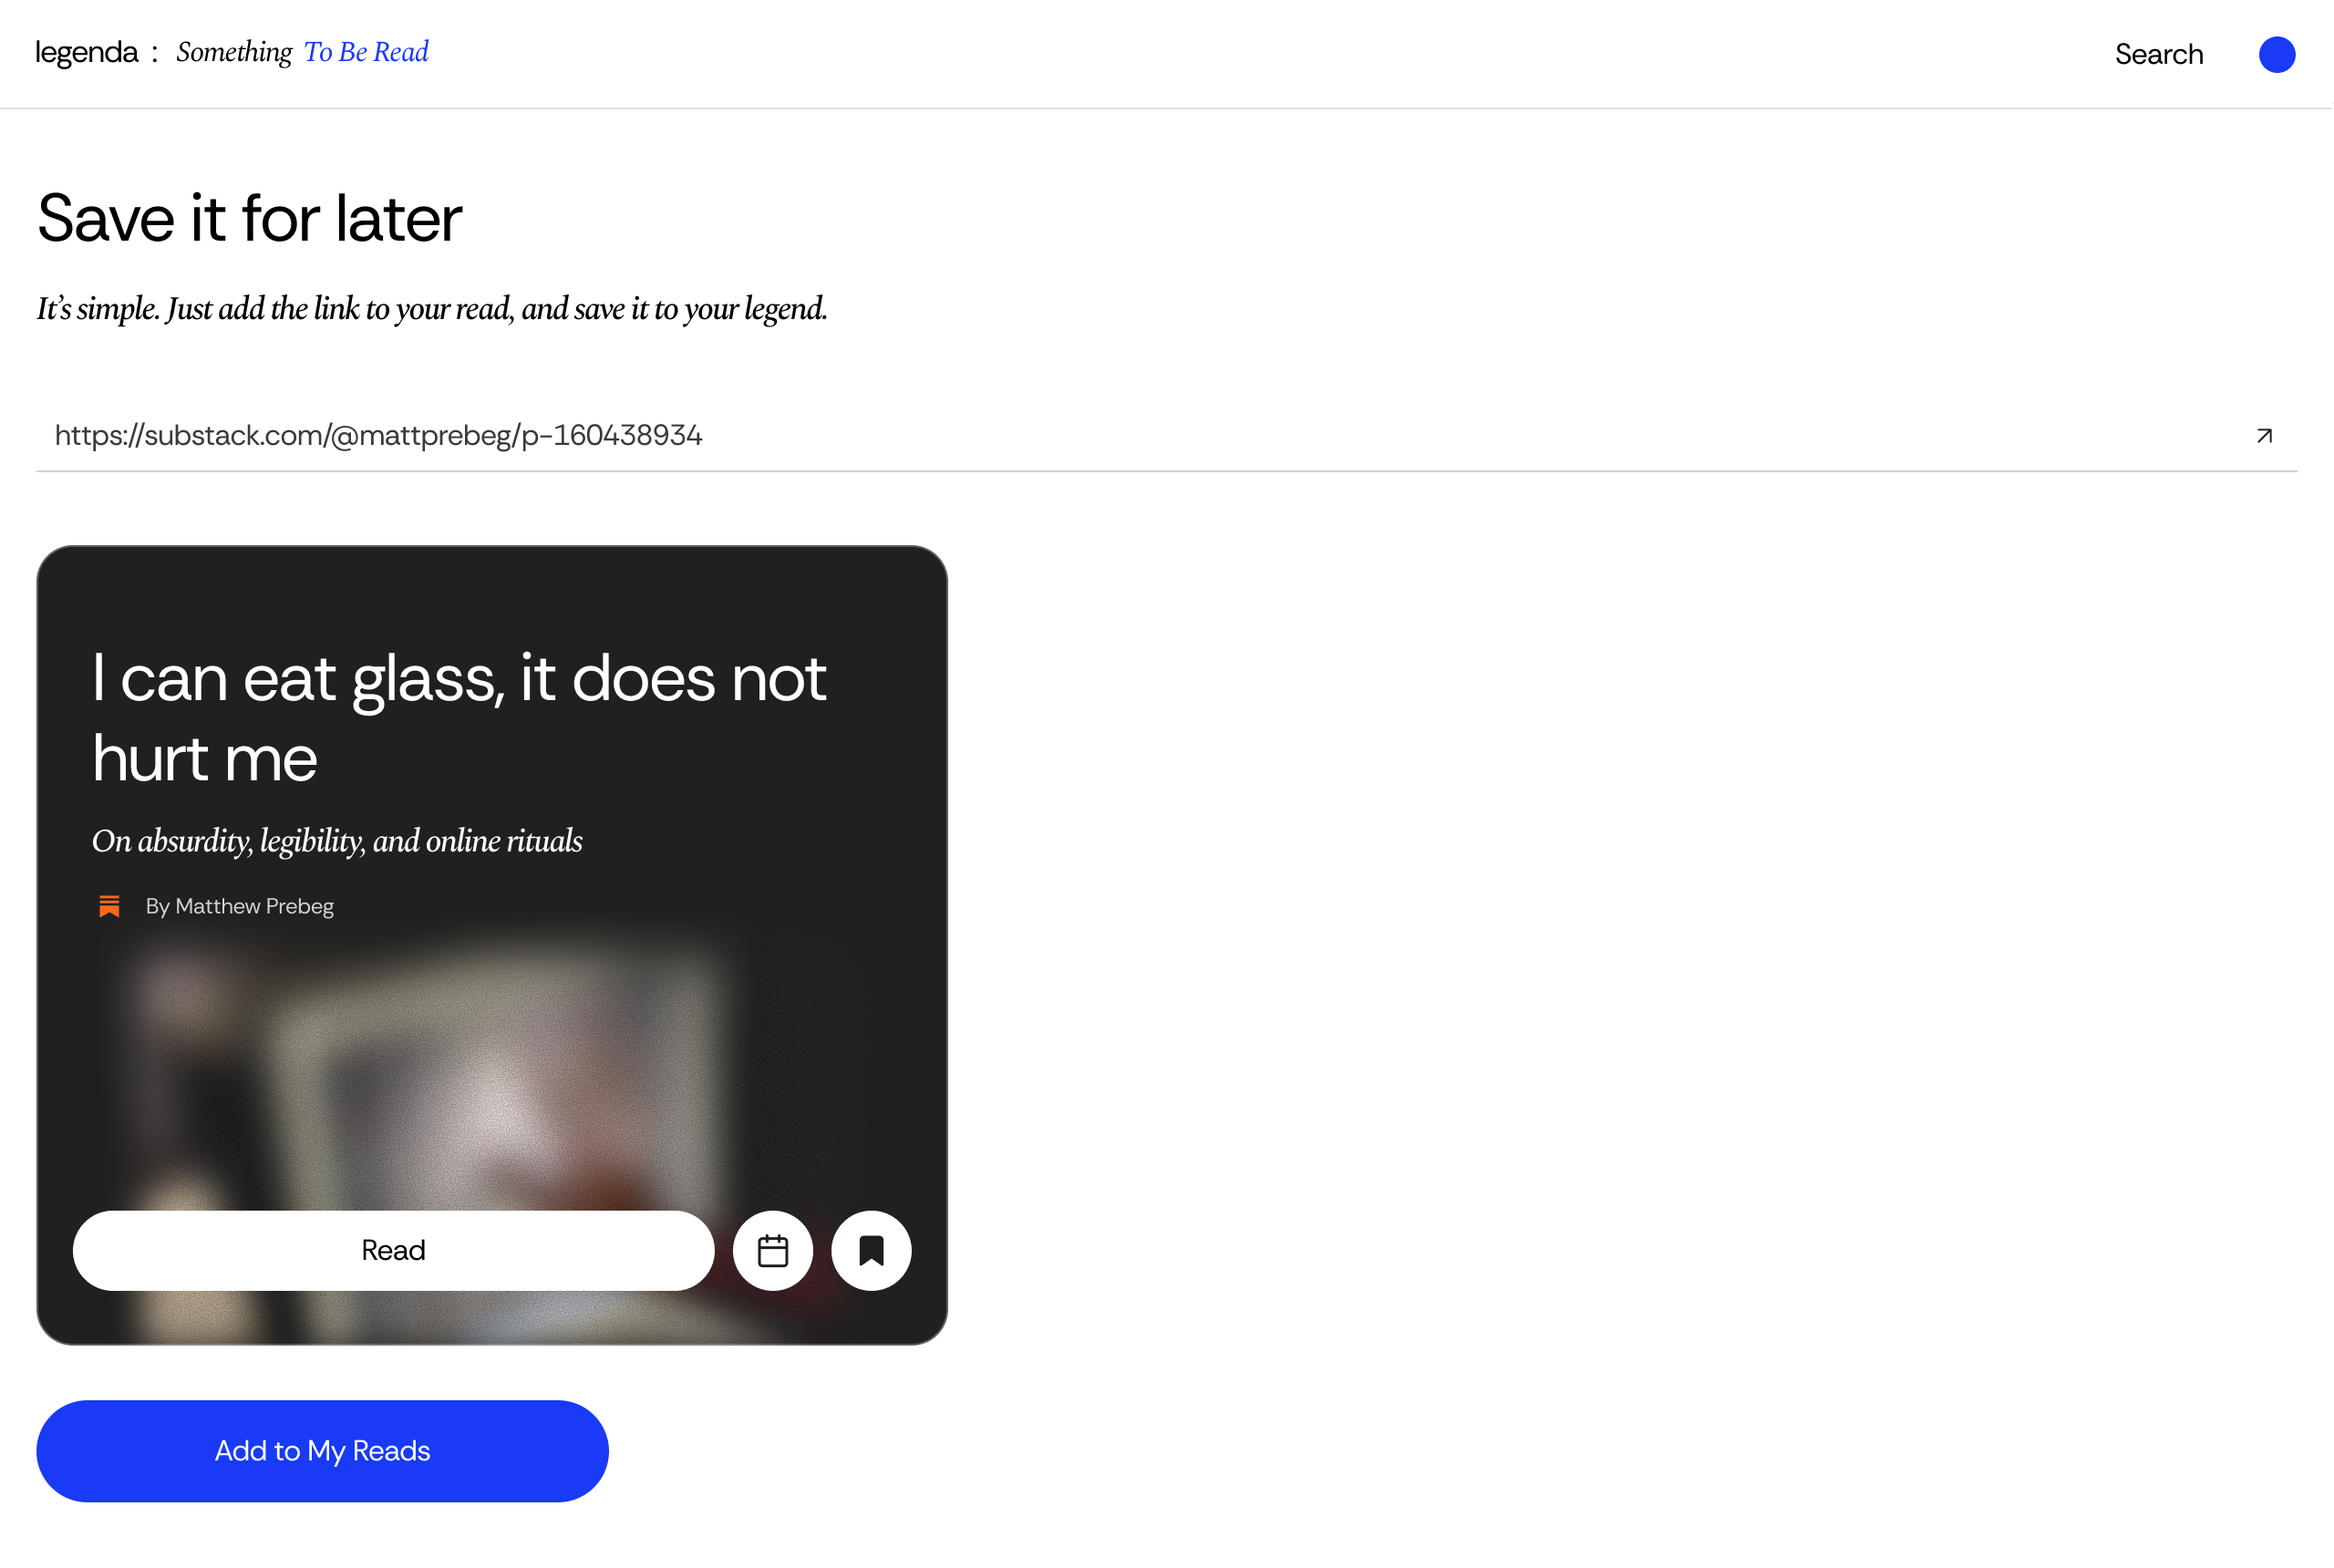 legenda : Something To Be Read
Search
Save it for later
It’s simple. Just add the link to your read, and save it to your legend.
https://substack.com/@mattprebeg/p-160438934
I can eat glass, it does not
hurt me
On absurdity, legibility, and online rituals
By Matthew Prebeg
Read
Add to My Reads